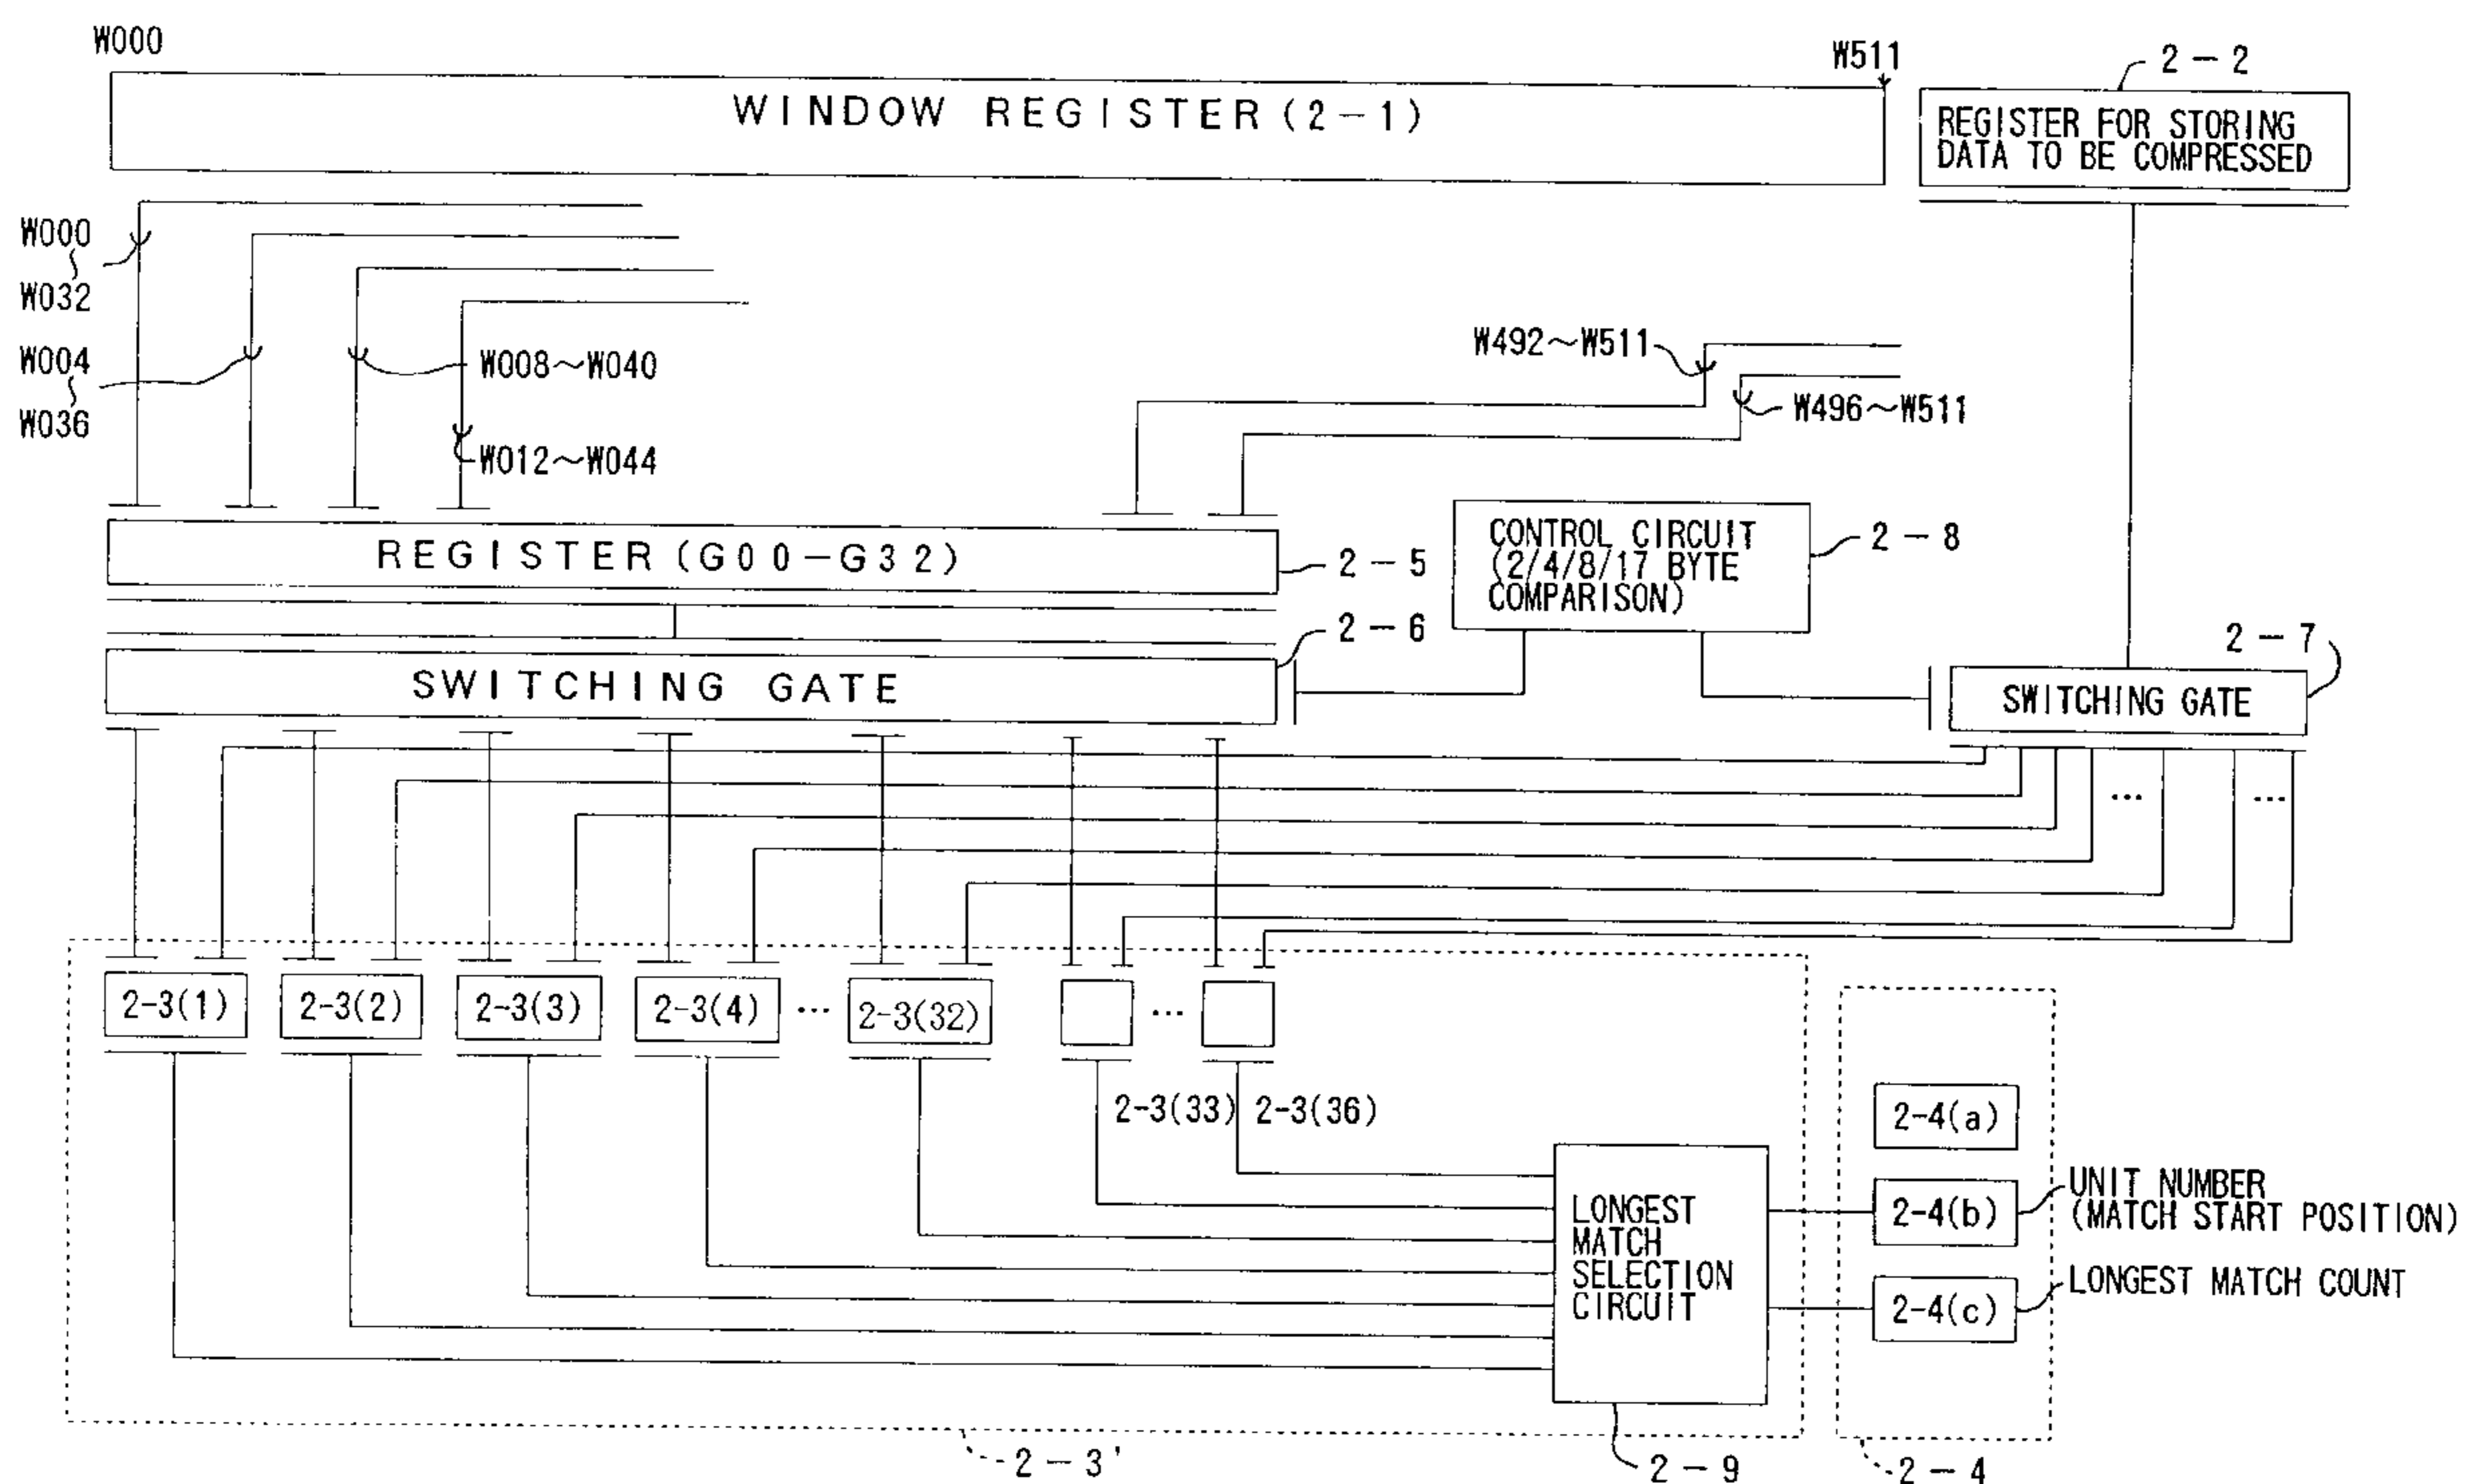 W000
W511
2-2
WINDOW REGISTER(2-1)
REGISTER FOR STORING
DATA TO BE COMPRESSED
W000
~
W032
W004
~
W036
W008~W040
W012~W044
W492~W511
W496~W511
REGISTER(G00-G32)
2-5
CONTROL CIRCUIT
(2/4/8/17 BYTE
COMPARISON)
2-8
2-6
2-7
SWITCHING GATE
SWITCHING GATE
...
...
2-3(1)
2-3(2)
2-3(3)
2-3(4)
...
2-3(32)
...
2-3(33)
2-3(36)
LONGEST
MATCH
SELECTION
CIRCUIT
2-4(a)
2-4(b)
UNIT NUMBER
(MATCH START POSITION)
2-4(c)
LONGEST MATCH COUNT
2-3'
2-9
2-4